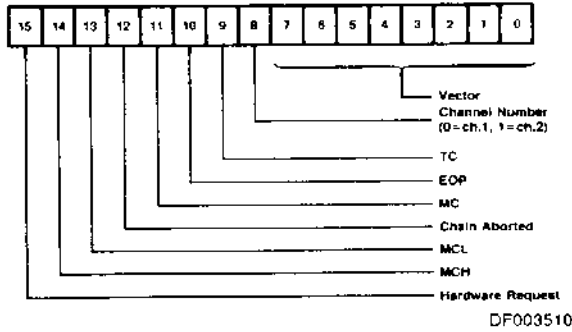 15 14 13 12 11 10 9 8 7 6 5 4 3 2 1 0
Vector
Channel Number
(0=ch.1, 1=ch.2)
TC
EOP
MC
Chain Aborted
MCL
MCH
Hardware Request
DF003510